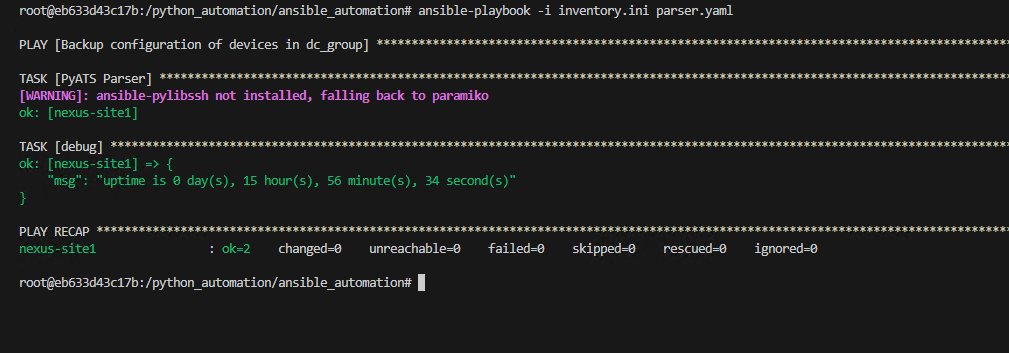 root@eb633d43c17b:/python_automation/ansible_automation# ansible-playbook -i inventory.ini parser.yaml
PLAY [Backup configuration of devices in dc_group] *******************************************************************************************
TASK [PyATS Parser] **************************************************************************************************************************
[WARNING]: ansible-pylibssh not installed, falling back to paramiko
ok: [nexus-site1]
TASK [debug] *********************************************************************************************************************************
ok: [nexus-site1] => {
    "msg": "uptime is 0 day(s), 15 hour(s), 56 minute(s), 34 second(s)"
}
PLAY RECAP ***********************************************************************************************************************************
nexus-site1                : ok=2    changed=0    unreachable=0    failed=0    skipped=0    rescued=0    ignored=0
root@eb633d43c17b:/python_automation/ansible_automation#